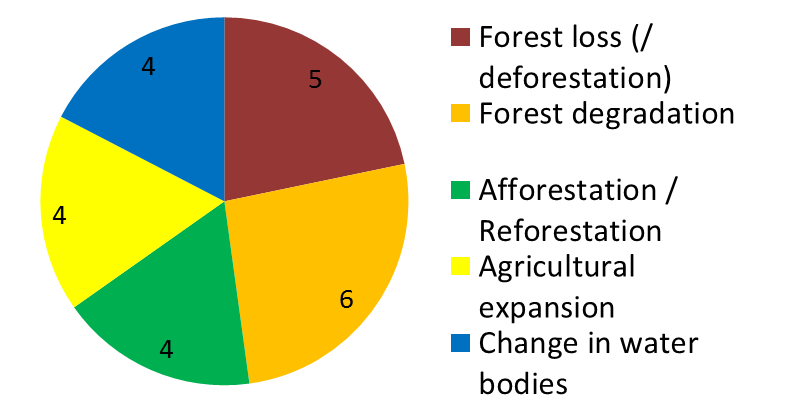 4
5
4
6
4
Forest loss (/
deforestation)
Forest degradation
Afforestation /
Reforestation
Agricultural
expansion
Change in water
bodies